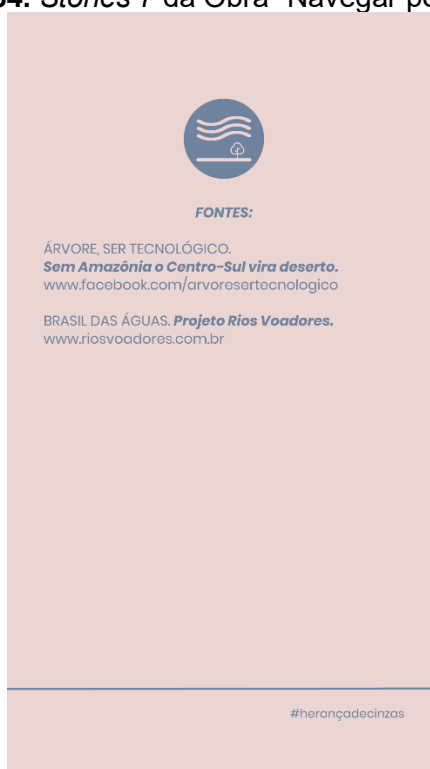 34. Stories 7 da Obra "Navegar po
FONTES:
ÁRVORE, SER TECNOLÓGICO.
Sem Amazônia o Centro-Sul vira deserto.
www.facebook.com/arvoresertecnologico
BRASIL DAS ÁGUAS. Projeto Rios Voadores.
www.riosvoadores.com.br
#herançadecinzas